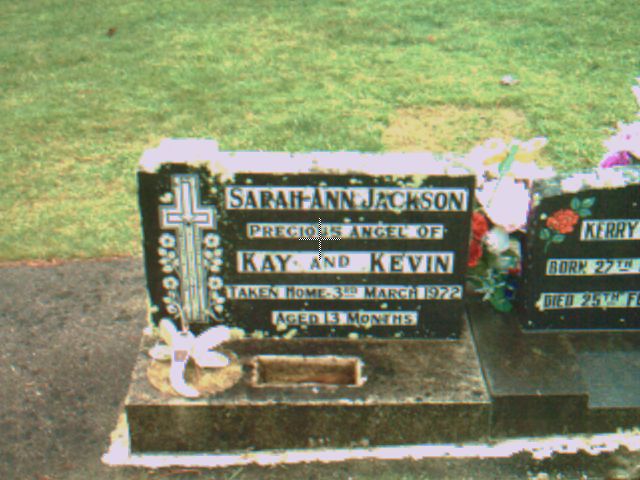 SARAH-ANN JACKSON
PRECIOUS ANGEL OF
KAY AND KEVIN
TAKEN HOME 3RD MARCH 1972
AGED 13 MONTHS
KERRY
BORN 27TH
DIED 25TH